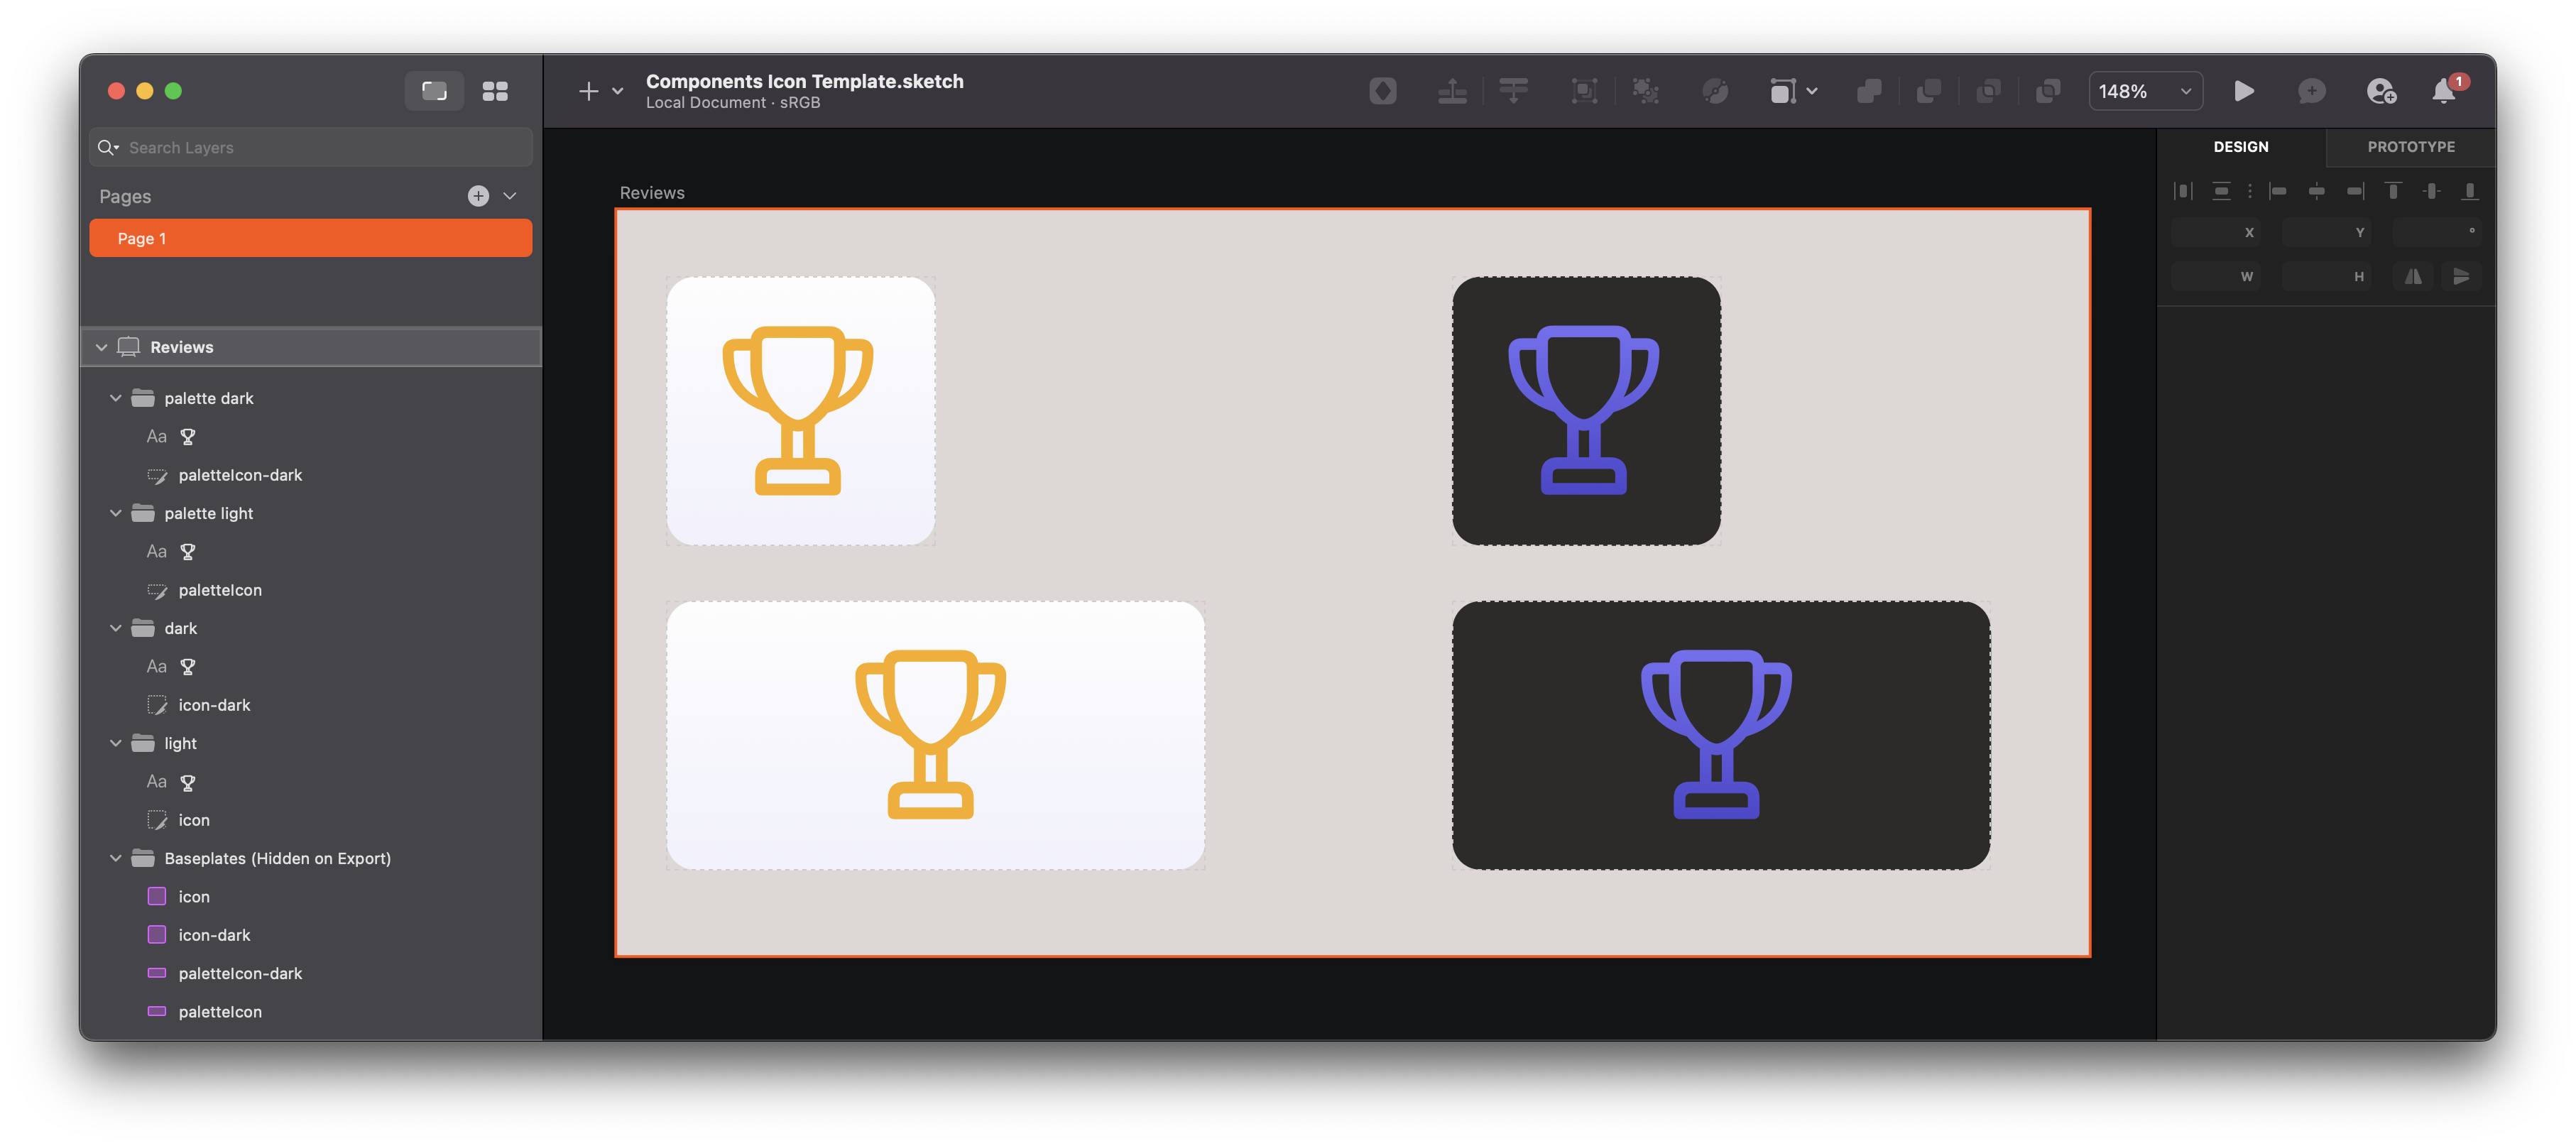 Components Icon Template.sketch
Local Document · sRGB
148%
1
Search Layers
Pages
Page 1
Reviews
palette dark
Aa
paletteIcon-dark
palette light
Aa
paletteIcon
dark
Aa
icon-dark
light
Aa
icon
Baseplates (Hidden on Export)
icon
icon-dark
paletteIcon-dark
paletteIcon
Reviews
DESIGN
PROTOTYPE
X
Y
°
W
H